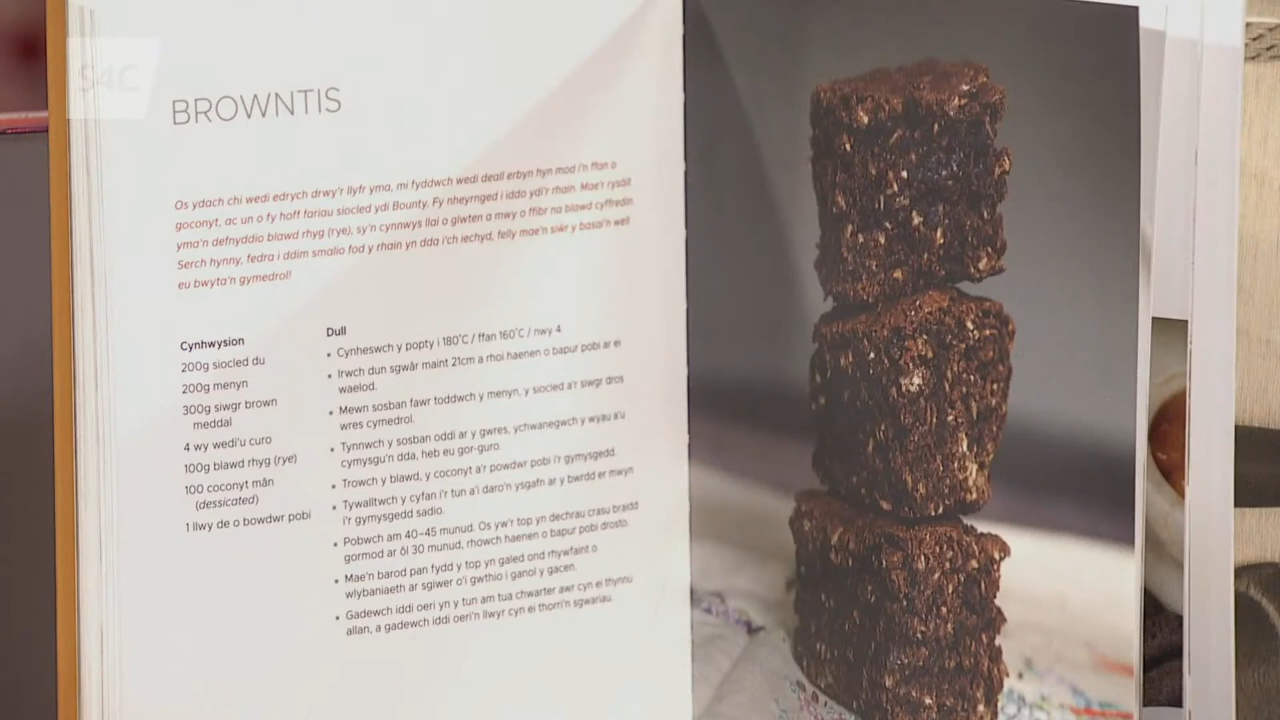 S4C
BROWNTIS
Os ydach chi wedi edrych drwy'r llyfr yma, mi fyddwch wedi deall erbyn hyn mod i'n ffan o
goconyt, ac un o fy hoff fariau siocled ydi Bounty. Fy nheyrnged i iddo ydi'r rhain. Mae'r rysáit
yma'n defnyddio blawd rhyg (rye), sy'n cynnwys llai o glwten a mwy o ffibr na blawd cyffredin.
Serch hynny, fedra i ddim smalio fod y rhain yn dda i'ch iechyd, felly mae'n siŵr y basai'n well
eu bwyta'n gymedrol!
Cynhwysion
200g siocled du
200g menyn
300g siwgr brown
meddal
4 wy wedi'u curo
100g blawd rhyg (rye)
100 coconyt mân
(dessicated)
1 llwy de o bowdwr pobi
Dull
• Cynheswch y popty i 180˚C / ffan 160˚C / nwy 4.
• Irwch dun sgwâr maint 21cm a rhoi haenen o bapur pobi ar ei
waelod.
• Mewn sosban fawr toddwch y menyn, y siocled a'r siwgr dros
wres cymedrol.
• Tynnwch y sosban oddi ar y gwres, ychwanegwch y wyau a'u
cymysgu'n dda, heb eu gor-guro.
• Trowch y blawd, y coconyt a'r powdwr pobi i'r gymysgedd.
• Tywalltwch y cyfan i'r tun a'i daro'n ysgafn ar y bwrdd er mwyn
i'r gymysgedd sadio.
• Pobwch am 40–45 munud. Os yw'r top yn dechrau crasu braidd
gormod ar ôl 30 munud, rhowch haenen o bapur pobi drosto.
• Mae'n barod pan fydd y top yn galed ond rhywfaint o
wlybaniaeth ar sgiwer o'i gwthio i ganol y gacen.
• Gadewch iddi oeri yn y tun am tua chwarter awr cyn ei thynnu
allan, a gadewch iddi oeri'n llwyr cyn ei thorri'n sgwariau.